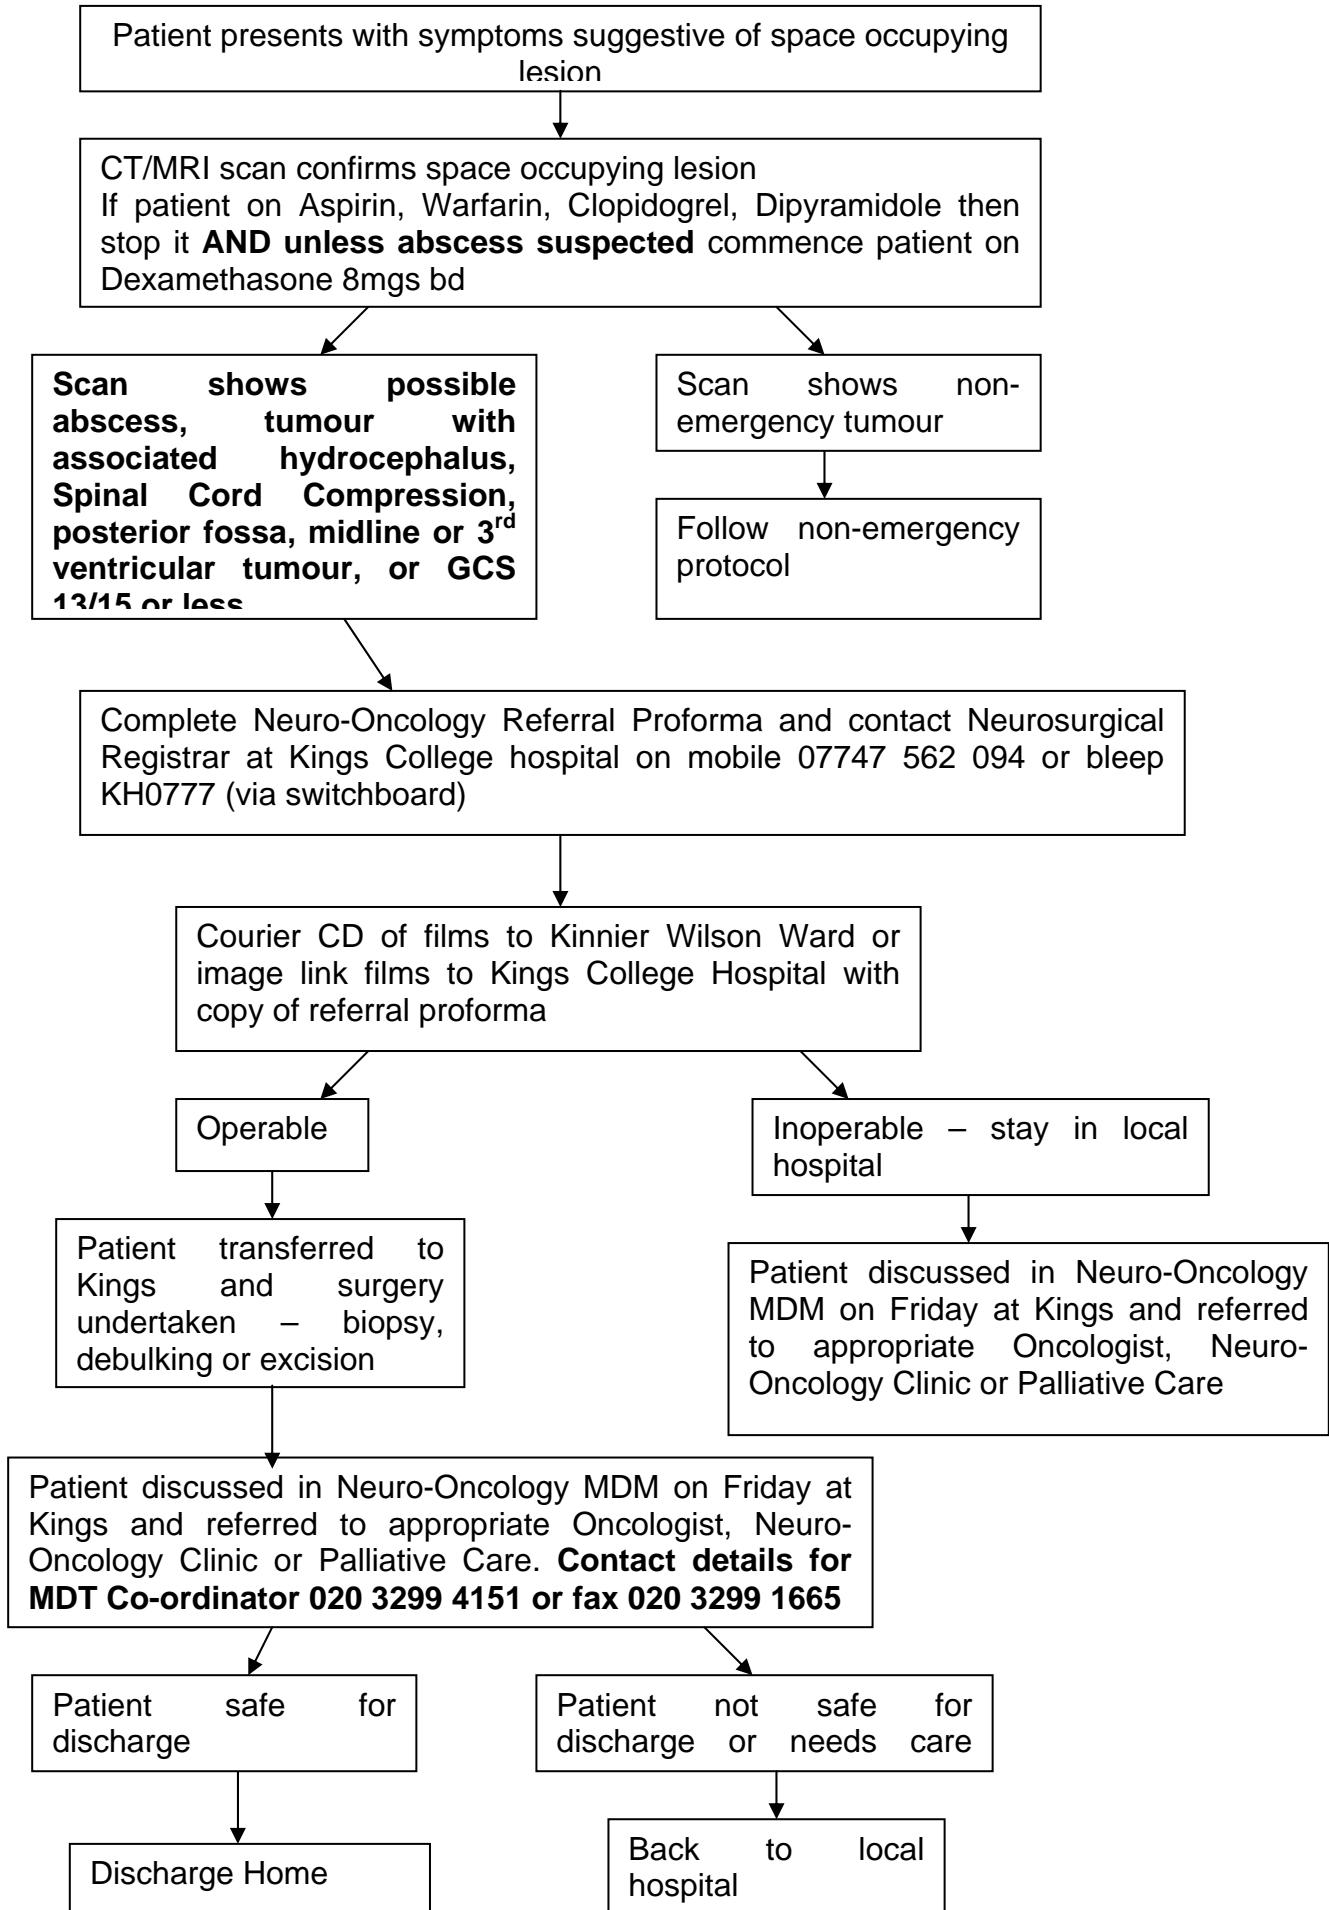 Patient presents with symptoms suggestive of space occupying
lesion
CT/MRI scan confirms space occupying lesion
If patient on Aspirin, Warfarin, Clopidogrel, Dipyramidole then
stop it AND unless abscess suspected commence patient on
Dexamethasone 8mgs bd
Scan shows possible
abscess, tumour with
associated hydrocephalus,
Spinal Cord Compression,
posterior fossa, midline or 3rd
ventricular tumour, or GCS
13/15 or less
Scan shows non-
emergency tumour
Follow non-emergency
protocol
Complete Neuro-Oncology Referral Proforma and contact Neurosurgical
Registrar at Kings College hospital on mobile 07747 562 094 or bleep
KH0777 (via switchboard)
Courier CD of films to Kinnier Wilson Ward or
image link films to Kings College Hospital with
copy of referral proforma
Operable
Inoperable – stay in local
hospital
Patient transferred to
Kings and surgery
undertaken – biopsy,
debulking or excision
Patient discussed in Neuro-Oncology
MDM on Friday at Kings and referred
to appropriate Oncologist, Neuro-
Oncology Clinic or Palliative Care
Patient discussed in Neuro-Oncology MDM on Friday at
Kings and referred to appropriate Oncologist, Neuro-
Oncology Clinic or Palliative Care. Contact details for
MDT Co-ordinator 020 3299 4151 or fax 020 3299 1665
Patient safe for
discharge
Patient not safe for
discharge or needs care
Discharge Home
Back to local
hospital